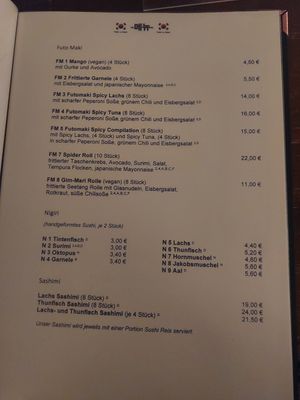 -메뉴-
Futo Maki
FM 1 Mango (vegan) (4 Stück) 4,50 €
mit Gurke und Avocado
FM 2 Frittierte Garnele (4 Stück) 5,50 €
mit Eisbergsalat und japanischer Mayonnaise
FM 3 Futomaki Spicy Lachs (8 Stück) 14,00 €
mit scharfer Peperoni Soße, grünem Chili und Eisbergsalat
FM 4 Futomaki Spicy Tuna (8 Stück) 16,00 €
mit scharfer Peperoni Soße, grünem Chili und Eisbergsalat
FM 5 Futomaki Spicy Compilation (8 Stück) 15,00 €
mit Spicy Lachs, (4 Stück) und Spicy Tuna, (4 Stück)
in scharfer Peperoni Soße, grünem Chili und Eisbergsalat
FM 7 Spider Roll (10 Stück) 22,00 €
Taschenkrebs, Avocado, Surimi, Salat,
Tempura Flocken, japanische Mayonnaise
FM 8 Gim-Mari Rolle (vegan) (8 Stück) 11,00 €
frittierte Seetang Rolle mit Glasnudeln, Eisbergsalat,
Rotkraut, süße Chilisoße
Nigiri
(handgeformtes Sushi, je 2 Stück)
N 1 Tintenfisch 3,00 €
N 2 Surimi 3,00 €
N 3 Oktopus 3,40 €
N 4 Garnele 3,40 €
N 5 Lachs 4,40 €
N 6 Thunfisch 5,20 €
N 7 Hornmuschel 4,60 €
N 8 Jakobsmuschel 5,60 €
N 9 Aal 5,60 €
Sashimi
Lachs Sashimi (8 Stück) 19,00 €
Thunfisch Sashimi (8 Stück) 24,00 €
Lachs- und Thunfisch Sashimi (je 4 Stück) 21,50 €
Unser Sashimi wird jeweils mit einer Portion Sushi Reis serviert.